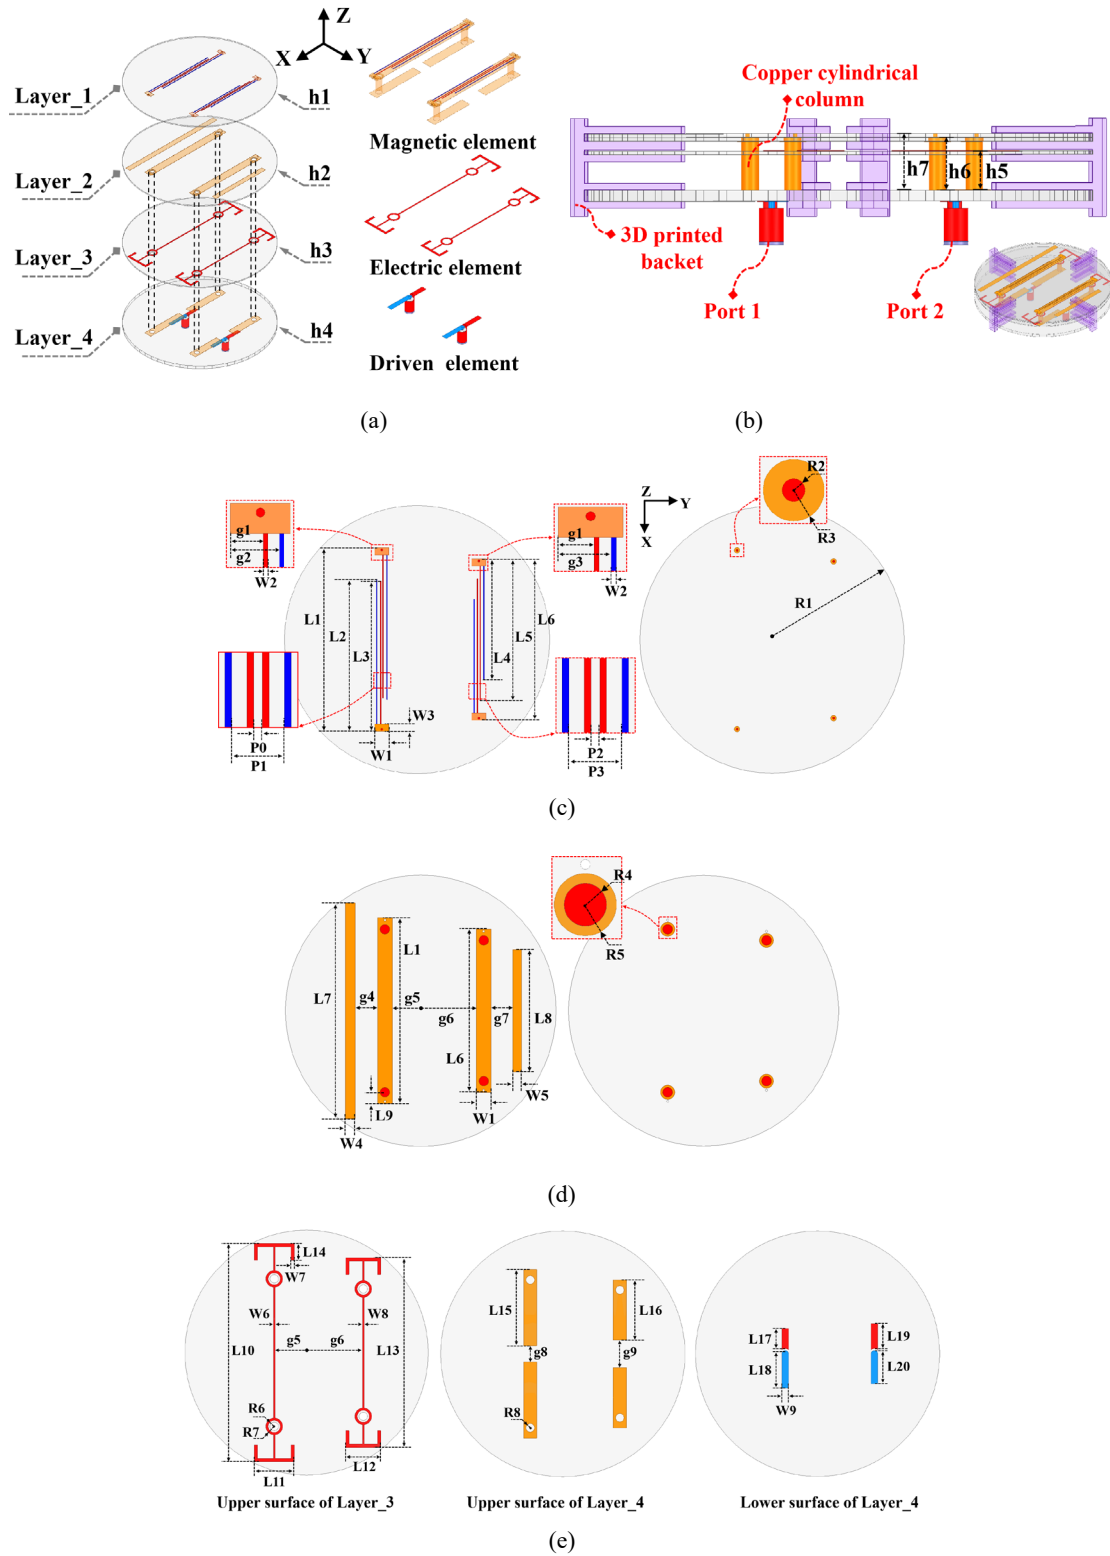 Z
X
Y
Layer_1
h1
Magnetic element
Layer_2
h2
Layer_3
h3
Electric element
Layer_4
h4
Driven element
(a)
Copper cylindrical
column
h7
h6
h5
3D printed
backet
Port 1
Port 2
(b)
g1
g2
W2
L1
L2
L3
P0
P1
W3
W1
g1
g3
W2
L6
L5
L4
P2
P3
Z
Y
X
R2
R3
R1
(c)
L7
g4
g5
L1
g6
g7
L8
L6
L9
W4
W1
W5
R4
R5
(d)
L14
W7
W6
W8
g5
g6
L10
L13
R6
R7
L11
L12
Upper surface of Layer_3
L15
L16
g8
g9
R8
Upper surface of Layer_4
L17
L19
L18
L20
W9
Lower surface of Layer_4
(e)